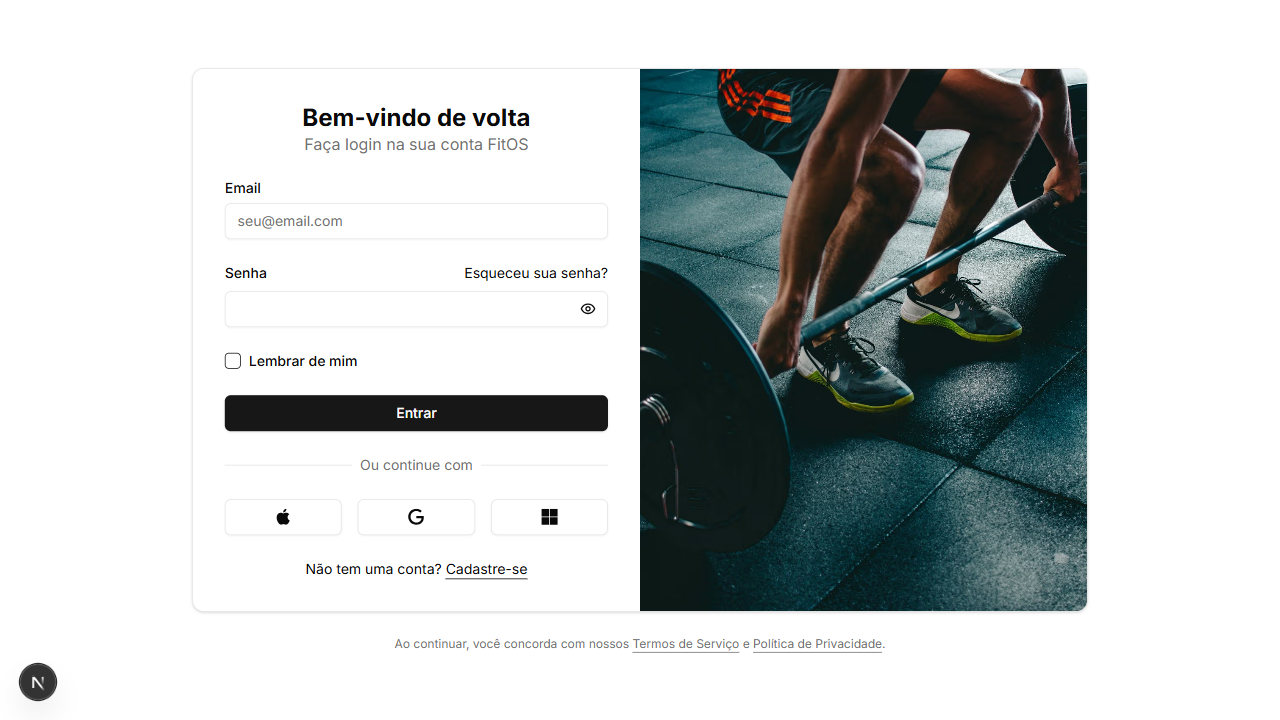 Bem-vindo de volta
Faça login na sua conta FitOS
Email
seu@email.com
Senha Esqueceu sua senha?
Lembrar de mim
Entrar
Ou continue com
Não tem uma conta? Cadastre-se
Ao continuar, você concorda com nossos Termos de Serviço e Política de Privacidade.
N